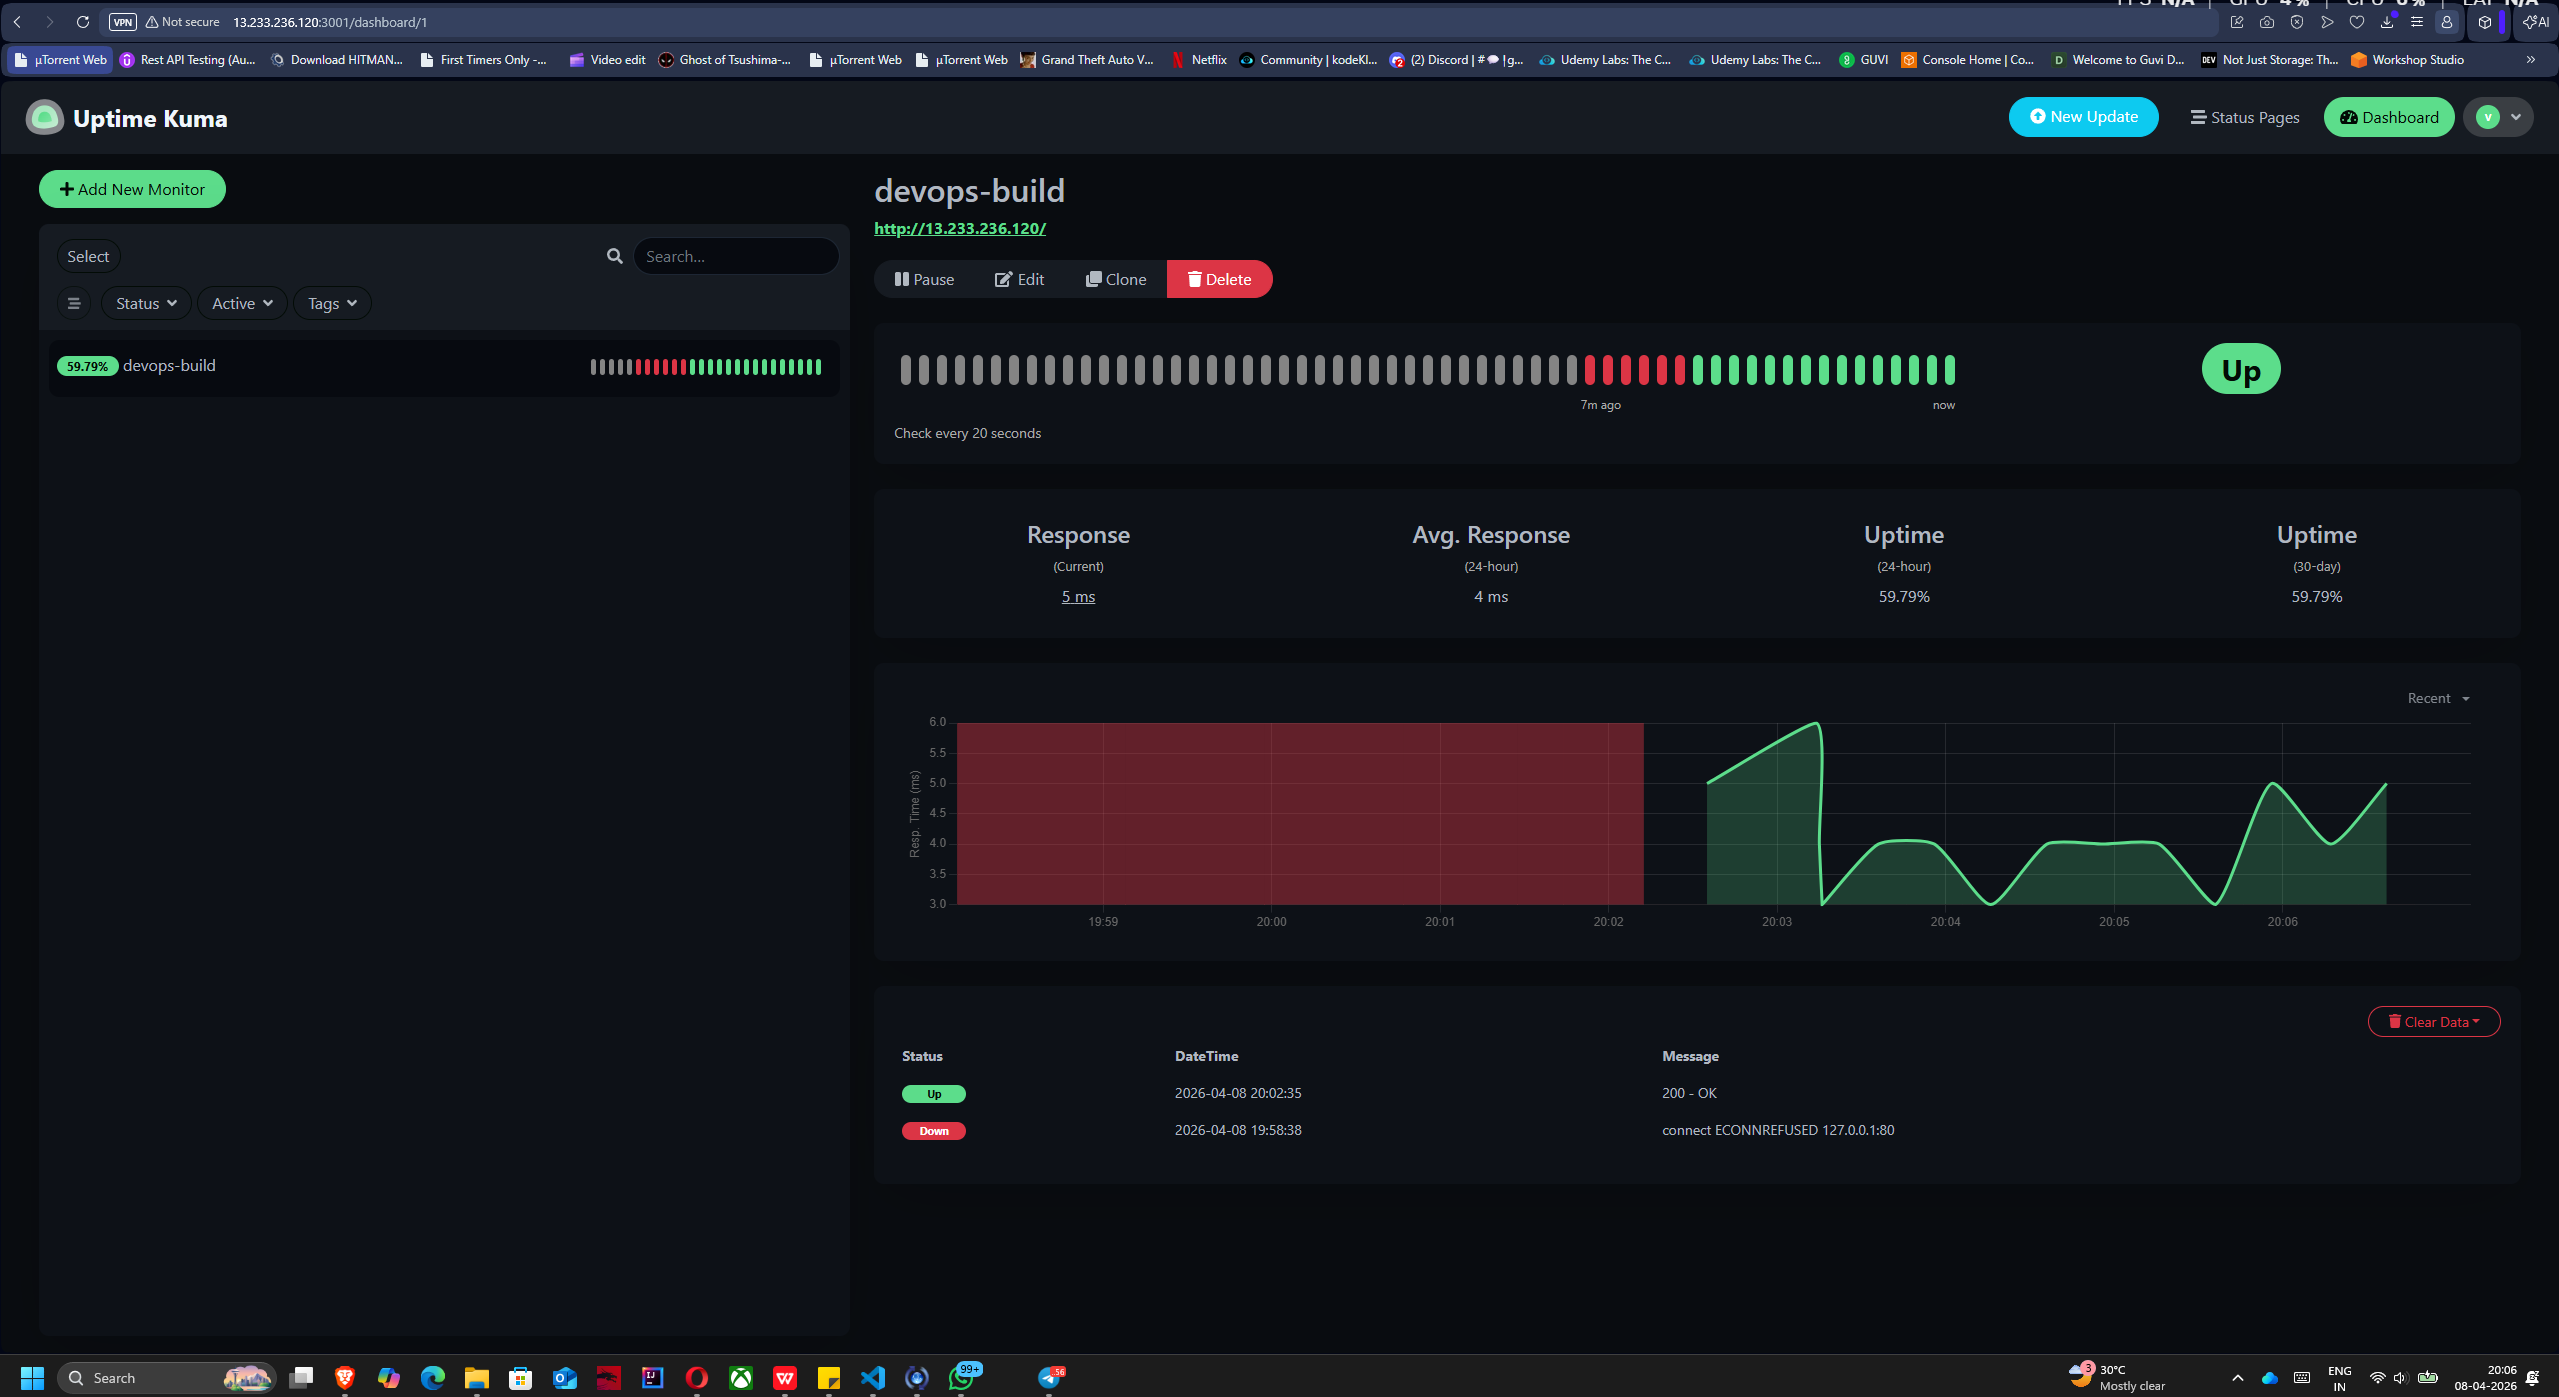 VPN Not secure 13.233.236.120:3001/dashboard/1
AI
µTorrent Web Rest API Testing (Au... Download HITMAN... First Timers Only -... Video edit Ghost of Tsushima-... µTorrent Web µTorrent Web Grand Theft Auto V... Netflix Community | kodeKl... (2) Discord | # | g... Udemy Labs: The C... Udemy Labs: The C... GUVI Console Home | Co... Welcome to Guvi D... Not Just Storage: Th... Workshop Studio »
Uptime Kuma
New Update Status Pages Dashboard v
Add New Monitor
Select Search...
Status Active Tags
59.79% devops-build
devops-build
http://13.233.236.120/
Pause Edit Clone Delete
Up
7m ago now
Check every 20 seconds
Response Avg. Response Uptime Uptime
(Current) (24-hour) (24-hour) (30-day)
5 ms 4 ms 59.79% 59.79%
Recent
Resp. Time (ms)
6.0
5.5
5.0
4.5
4.0
3.5
3.0
19:59 20:00 20:01 20:02 20:03 20:04 20:05 20:06
Clear Data
Status DateTime Message
Up 2026-04-08 20:02:35 200 - OK
Down 2026-04-08 19:58:38 connect ECONNREFUSED 127.0.0.1:80
Search
99+
56
3
30°C
Mostly clear
ENG
IN
20:06
08-04-2026